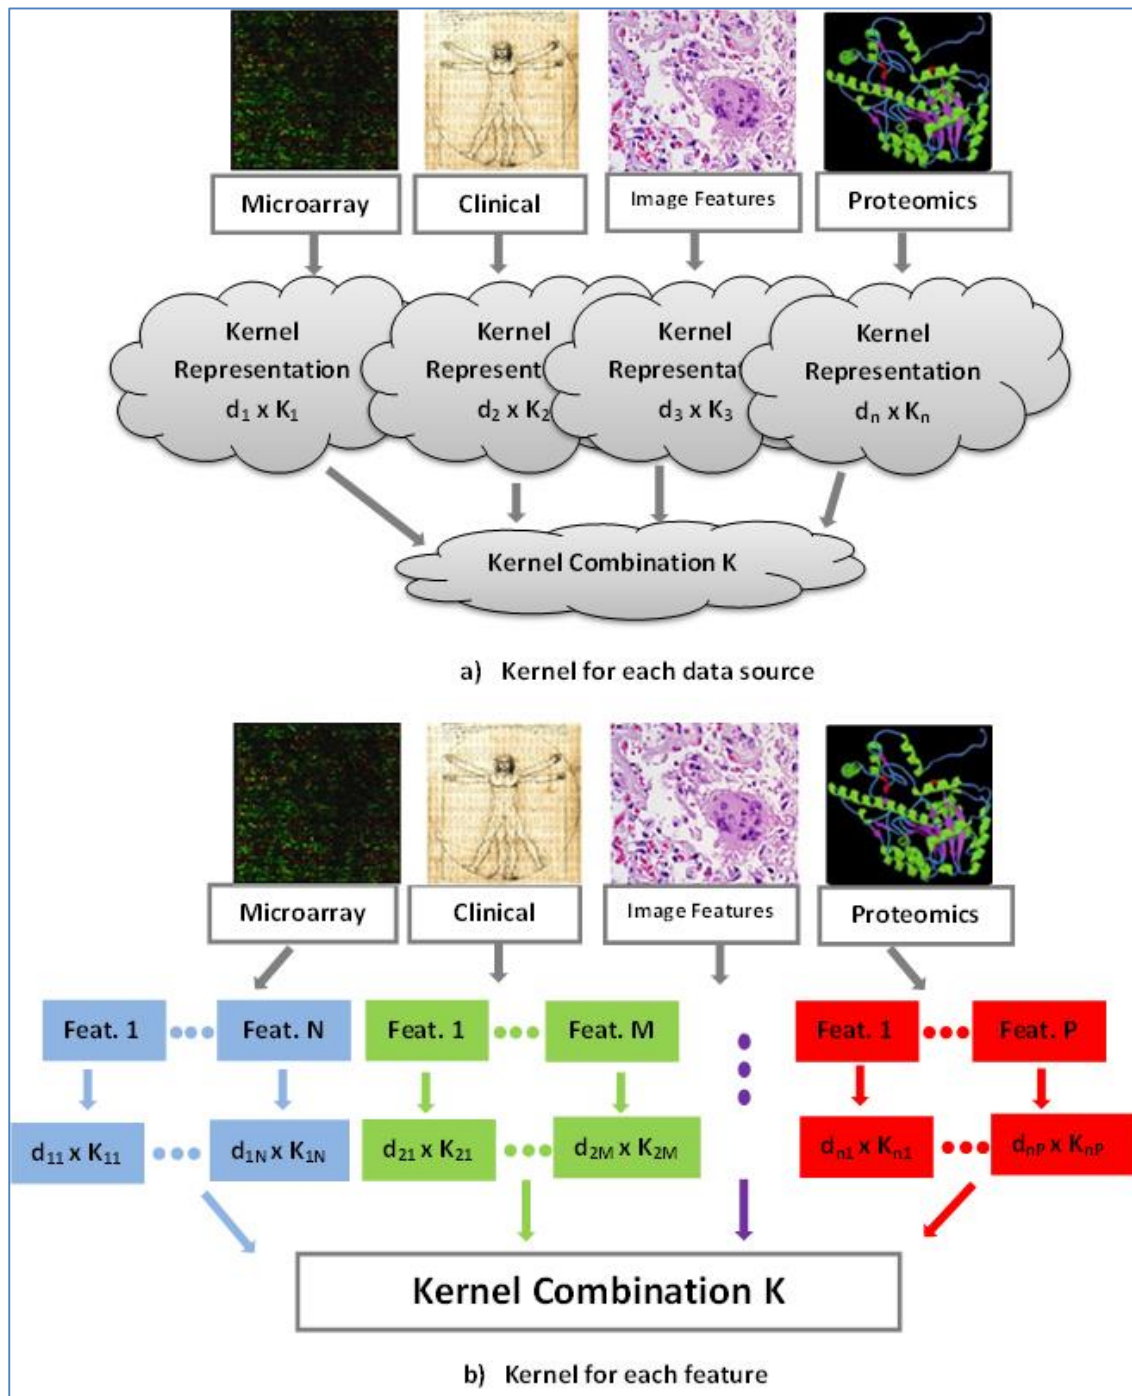 Microarray
Clinical
Image Features
Proteomics
Kernel
Representation
d₁ x K₁
Kernel
Represent
d₂ x K₂
Kernel
Representat
d₃ x K₃
Kernel
Representation
dₙ x Kₙ
Kernel Combination K
a) Kernel for each data source
Microarray
Clinical
Image Features
Proteomics
Feat. 1
Feat. N
Feat. 1
Feat. M
Feat. 1
Feat. P
d₁₁ x K₁₁
d₁N x K₁N
d₂₁ x K₂₁
d₂M x K₂M
dₙ₁ x Kₙ₁
dₙP x KₙP
Kernel Combination K
b) Kernel for each feature